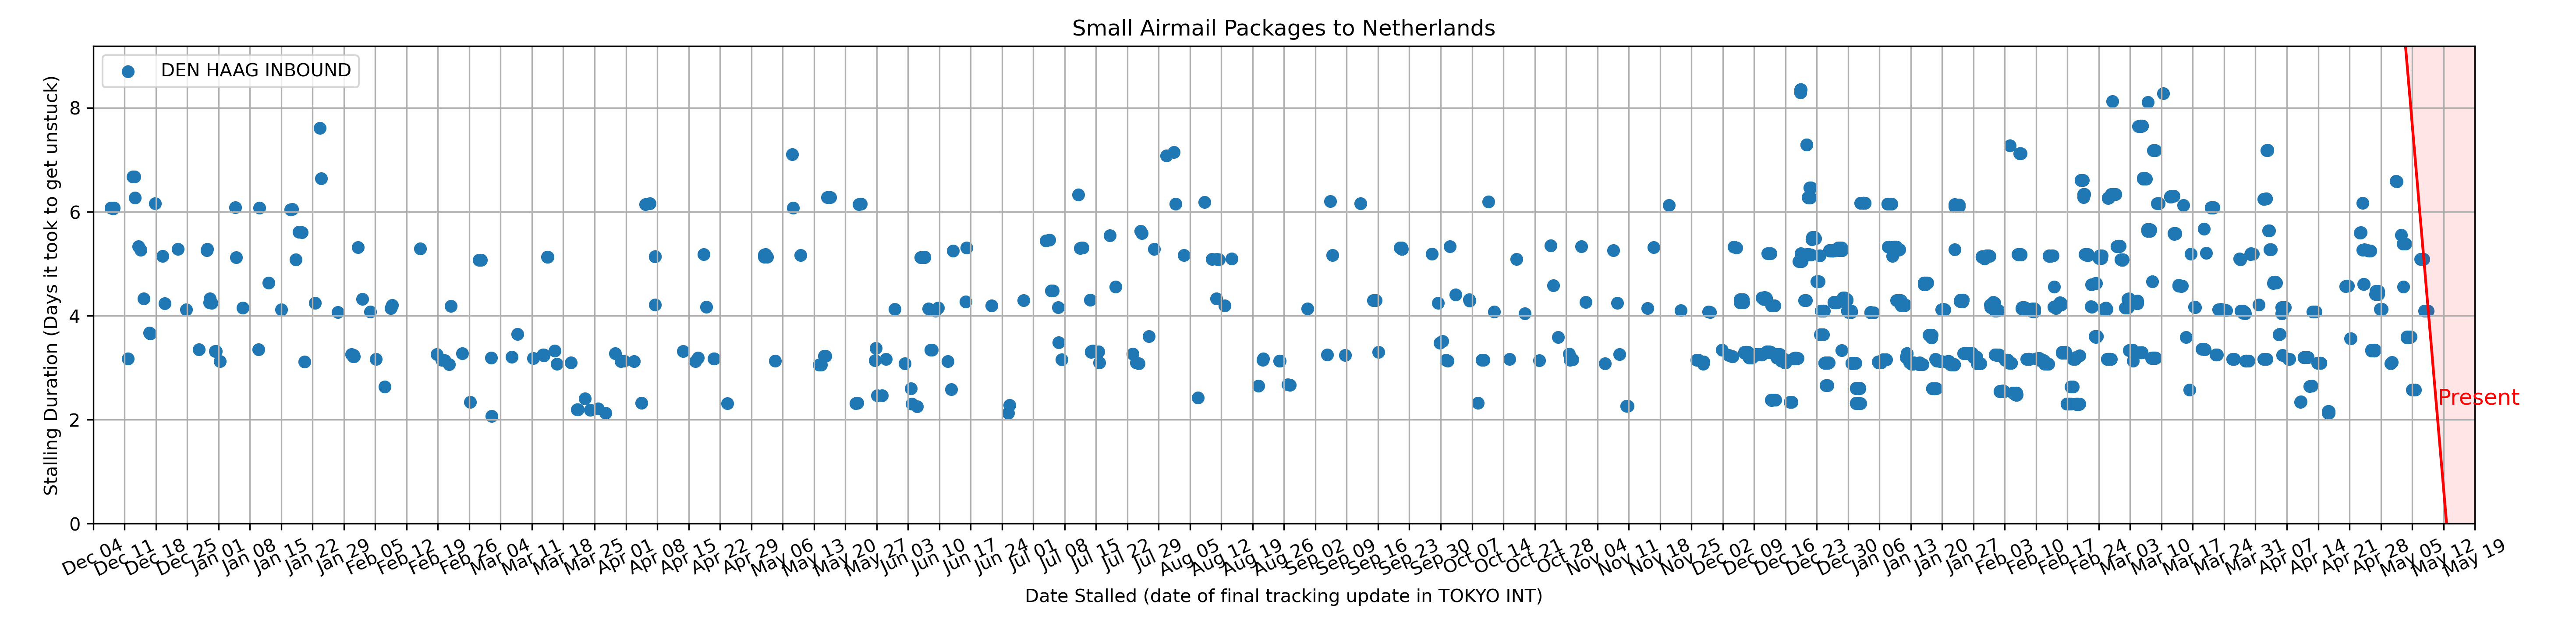 Small Airmail Packages to Netherlands
DEN HAAG INBOUND
Stalling Duration (Days it took to get unstuck)
8
6
4
2
0
Present
Dec 04
Dec 11
Dec 18
Dec 25
Jan 01
Jan 08
Jan 15
Jan 22
Jan 29
Feb 05
Feb 12
Feb 19
Feb 26
Mar 04
Mar 11
Mar 18
Mar 25
Apr 01
Apr 08
Apr 15
Apr 22
Apr 29
May 06
May 13
May 20
May 27
Jun 03
Jun 10
Jun 17
Jun 24
Jul 01
Jul 08
Jul 15
Jul 22
Jul 29
Aug 05
Aug 12
Aug 19
Aug 26
Sep 02
Sep 09
Sep 16
Sep 23
Sep 30
Oct 07
Oct 14
Oct 21
Oct 28
Nov 04
Nov 11
Nov 18
Nov 25
Dec 02
Dec 09
Dec 16
Dec 23
Dec 30
Jan 06
Jan 13
Jan 20
Jan 27
Feb 03
Feb 10
Feb 17
Feb 24
Mar 03
Mar 10
Mar 17
Mar 24
Mar 31
Apr 07
Apr 14
Apr 21
Apr 28
May 05
May 12
May 19
Date Stalled (date of final tracking update in TOKYO INT)